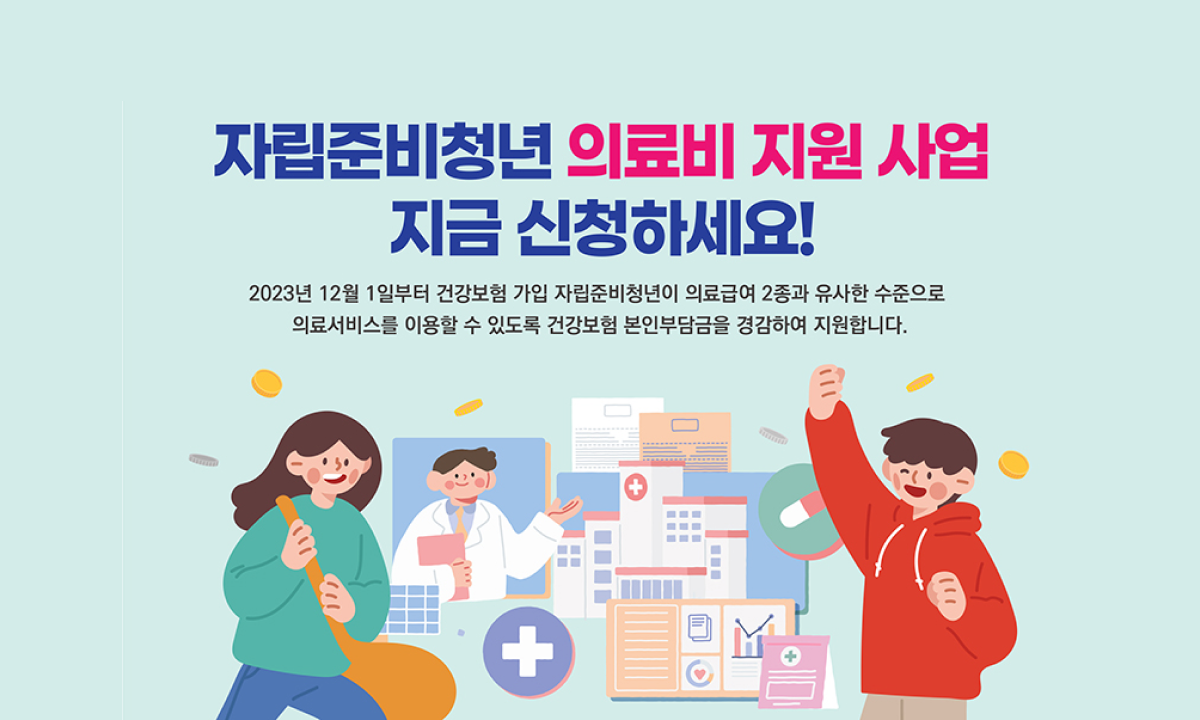 자립준비청년 의료비 지원 사업
지금 신청하세요!
2023년 12월 1일부터 건강보험 가입 자립준비청년이 의료급여 2종과 유사한 수준으로
의료서비스를 이용할 수 있도록 건강보험 본인부담금을 경감하여 지원합니다.